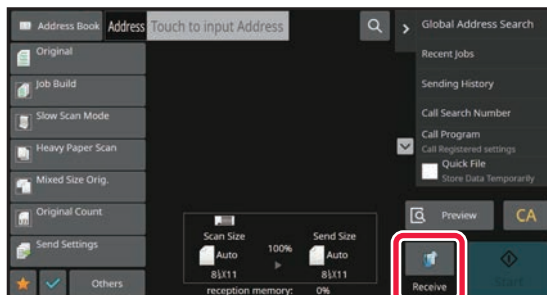 Address Book
Address
Touch to input Address
Global Address Search
Original
Recent Jobs
Job Build
Sending History
Slow Scan Mode
Call Search Number
Heavy Paper Scan
Call Program
Call Registered settings
Quick File
Store Data Temporarily
Mixed Size Orig.
Original Count
Preview
CA
Send Settings
Scan Size
Auto
8½X11
100%
Send Size
Auto
8½X11
Others
reception memory: 0%
Receive
Start